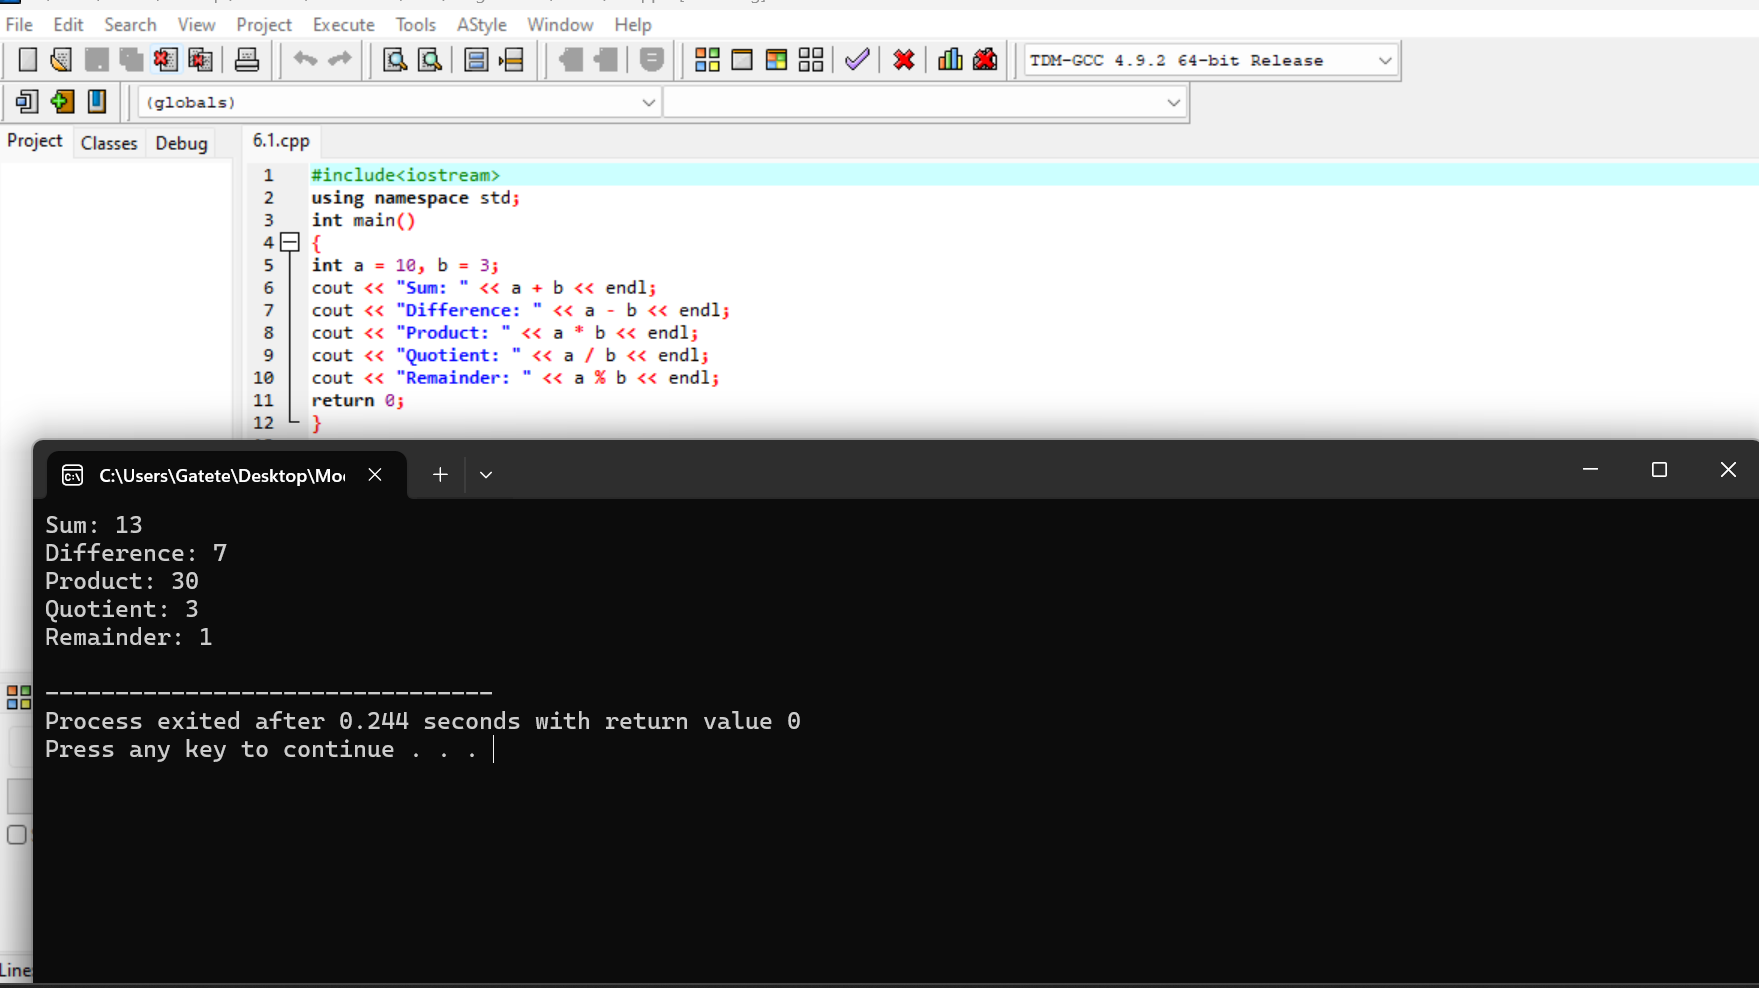 File Edit Search View Project Execute Tools AStyle Window Help
TDM-GCC 4.9.2 64-bit Release
(globals)
Project Classes Debug 6.1.cpp
1 #include<iostream>
2 using namespace std;
3 int main()
4 {
5 int a = 10, b = 3;
6 cout << "Sum: " << a + b << endl;
7 cout << "Difference: " << a - b << endl;
8 cout << "Product: " << a * b << endl;
9 cout << "Quotient: " << a / b << endl;
10 cout << "Remainder: " << a % b << endl;
11 return 0;
12 }
C:\Users\Gatete\Desktop\Mo
Sum: 13
Difference: 7
Product: 30
Quotient: 3
Remainder: 1
--------------------------------
Process exited after 0.244 seconds with return value 0
Press any key to continue . . .
Line: